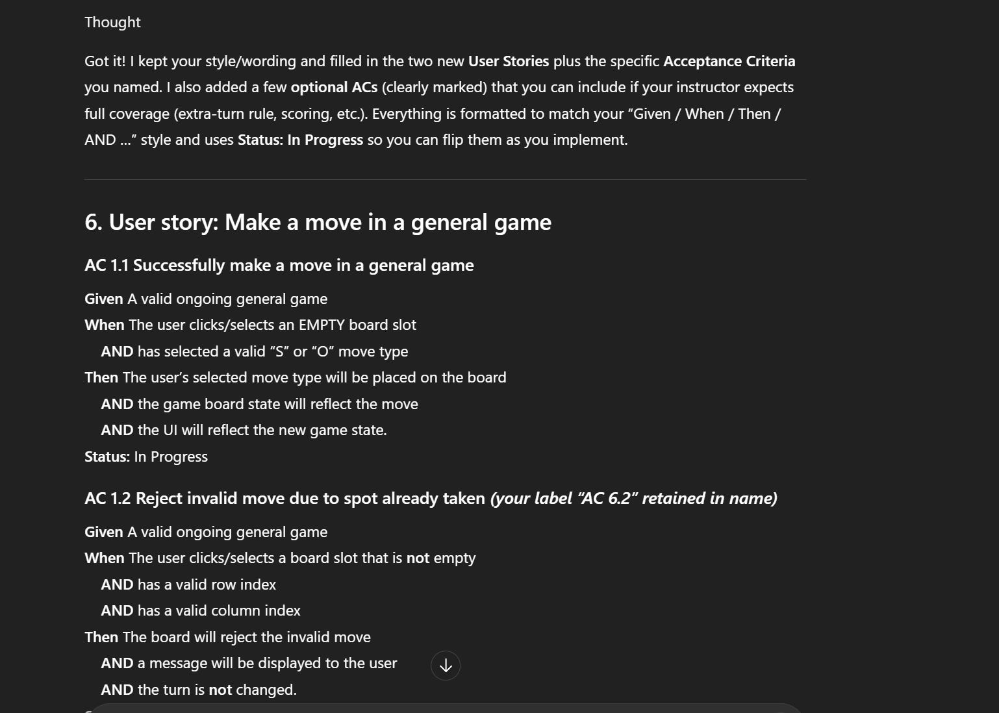 Thought
Got it! I kept your style/wording and filled in the two new User Stories plus the specific Acceptance Criteria
you named. I also added a few optional ACs (clearly marked) that you can include if your instructor expects
full coverage (extra-turn rule, scoring, etc.). Everything is formatted to match your “Given / When / Then /
AND …” style and uses Status: In Progress so you can flip them as you implement.
6. User story: Make a move in a general game
AC 1.1 Successfully make a move in a general game
Given A valid ongoing general game
When The user clicks/selects an EMPTY board slot
AND has selected a valid “S” or “O” move type
Then The user’s selected move type will be placed on the board
AND the game board state will reflect the move
AND the UI will reflect the new game state.
Status: In Progress
AC 1.2 Reject invalid move due to spot already taken (your label “AC 6.2” retained in name)
Given A valid ongoing general game
When The user clicks/selects a board slot that is not empty
AND has a valid row index
AND has a valid column index
Then The board will reject the invalid move
AND a message will be displayed to the user
AND the turn is not changed.